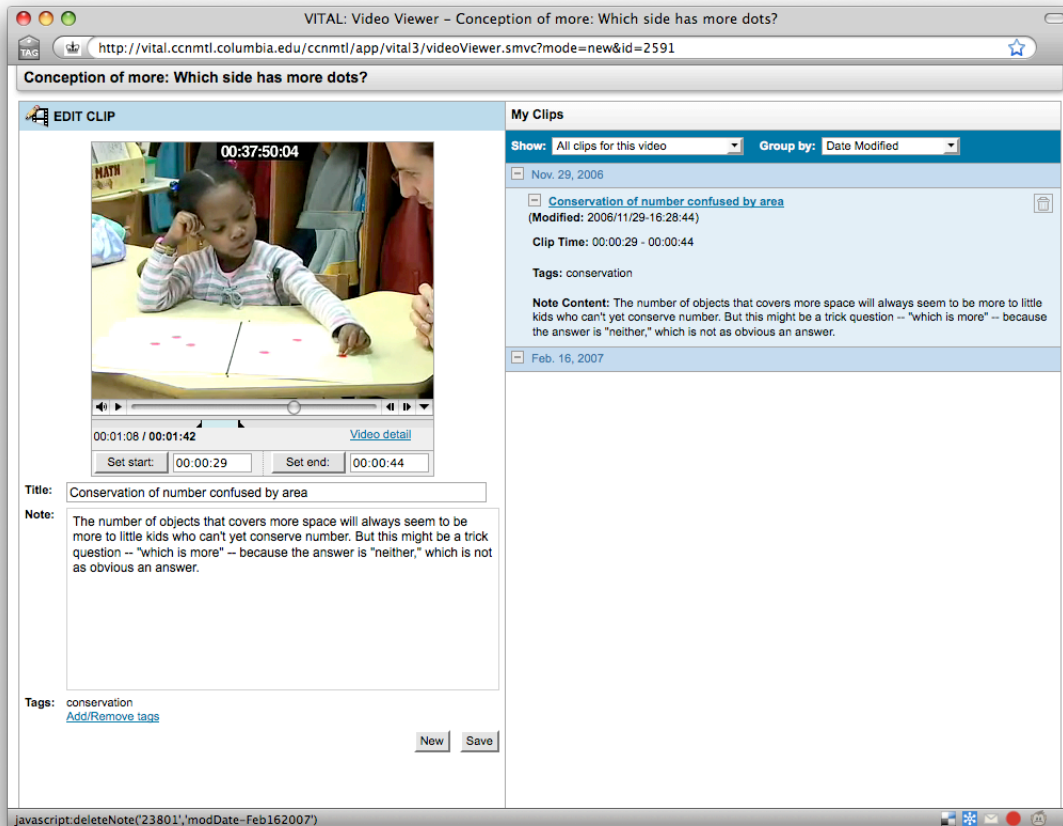 VITAL: Video Viewer – Conception of more: Which side has more dots?
TAG
http://vital.ccnmtl.columbia.edu/ccnmtl/app/vital3/videoViewer.smvc?mode=new&id=2591
Conception of more: Which side has more dots?
EDIT CLIP
MATH
00:37:50:04
00:01:08 / 00:01:42
Video detail
Set start:
00:00:29
Set end:
00:00:44
Title:
Conservation of number confused by area
Note:
The number of objects that covers more space will always seem to be
more to little kids who can't yet conserve number. But this might be a trick
question -- "which is more" -- because the answer is "neither," which is not
as obvious an answer.
Tags:
conservation
Add/Remove tags
New
Save
My Clips
Show:
All clips for this video
Group by:
Date Modified
Nov. 29, 2006
Conservation of number confused by area
(Modified: 2006/11/29-16:28:44)
Clip Time: 00:00:29 - 00:00:44
Tags: conservation
Note Content: The number of objects that covers more space will always seem to be more to little
kids who can't yet conserve number. But this might be a trick question -- "which is more" -- because
the answer is "neither," which is not as obvious an answer.
Feb. 16, 2007
javascript:deleteNote('23801','modDate-Feb162007')